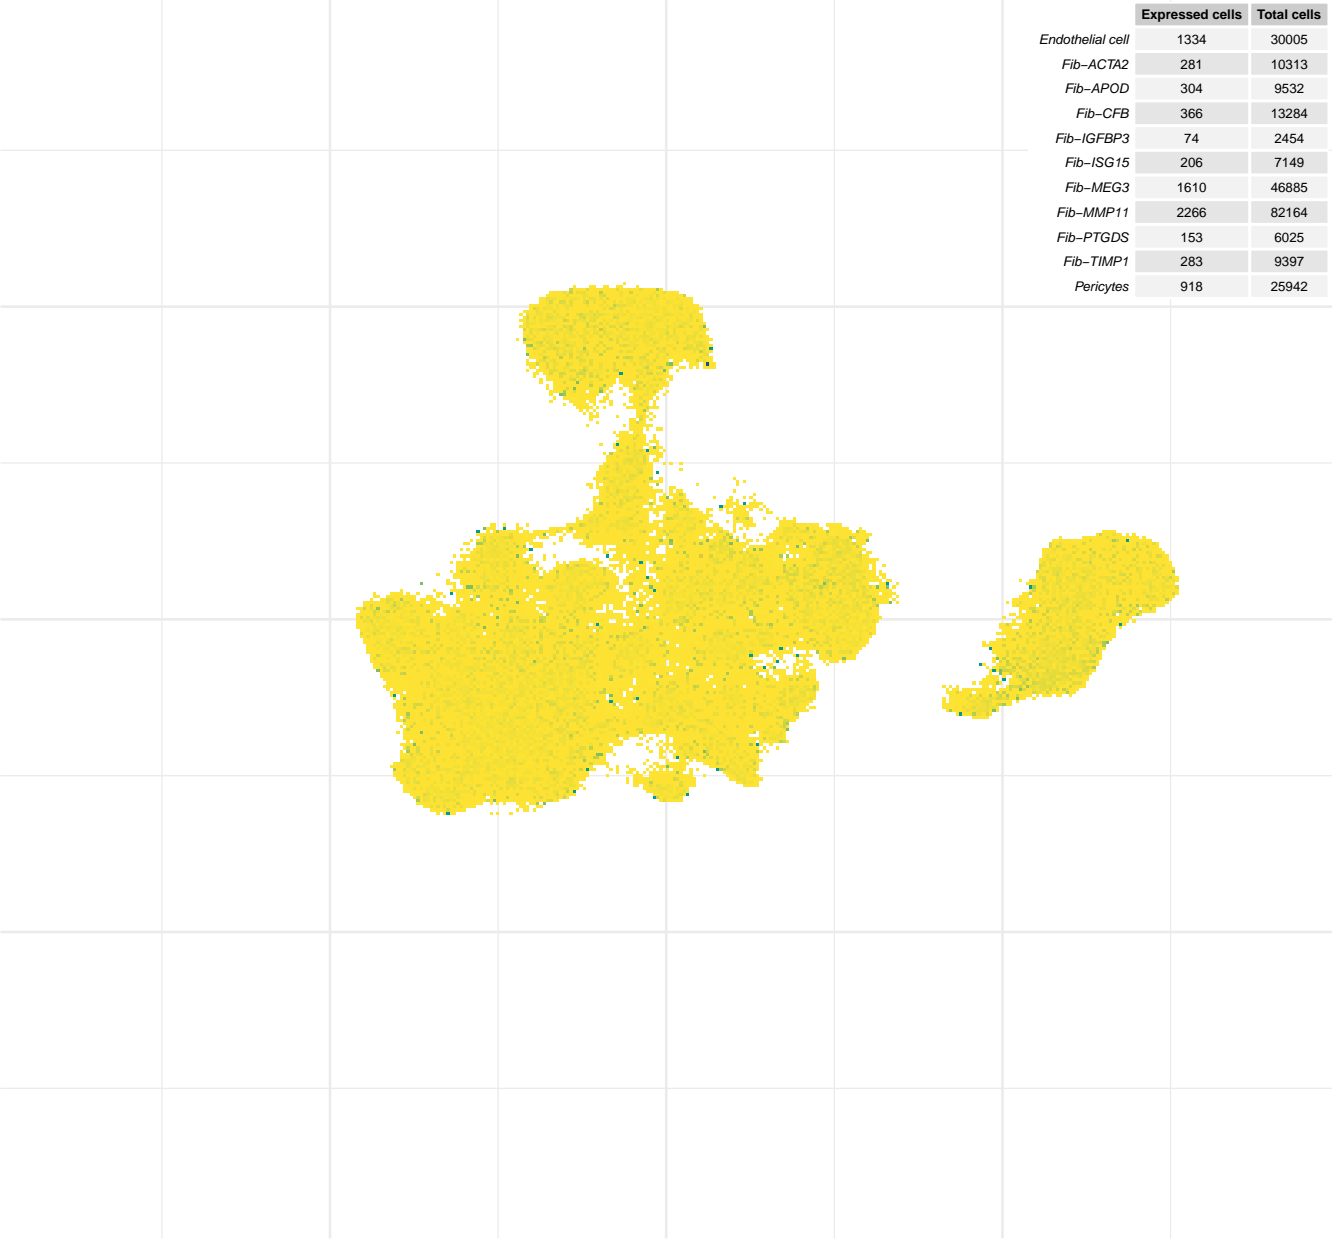 Expressed cells Total cells
Endothelial cell 1334 30005
Fib−ACTA2 281 10313
Fib−APOD 304 9532
Fib−CFB 366 13284
Fib−IGFBP3 74 2454
Fib−ISG15 206 7149
Fib−MEG3 1610 46885
Fib−MMP11 2266 82164
Fib−PTGDS 153 6025
Fib−TIMP1 283 9397
Pericytes 918 25942